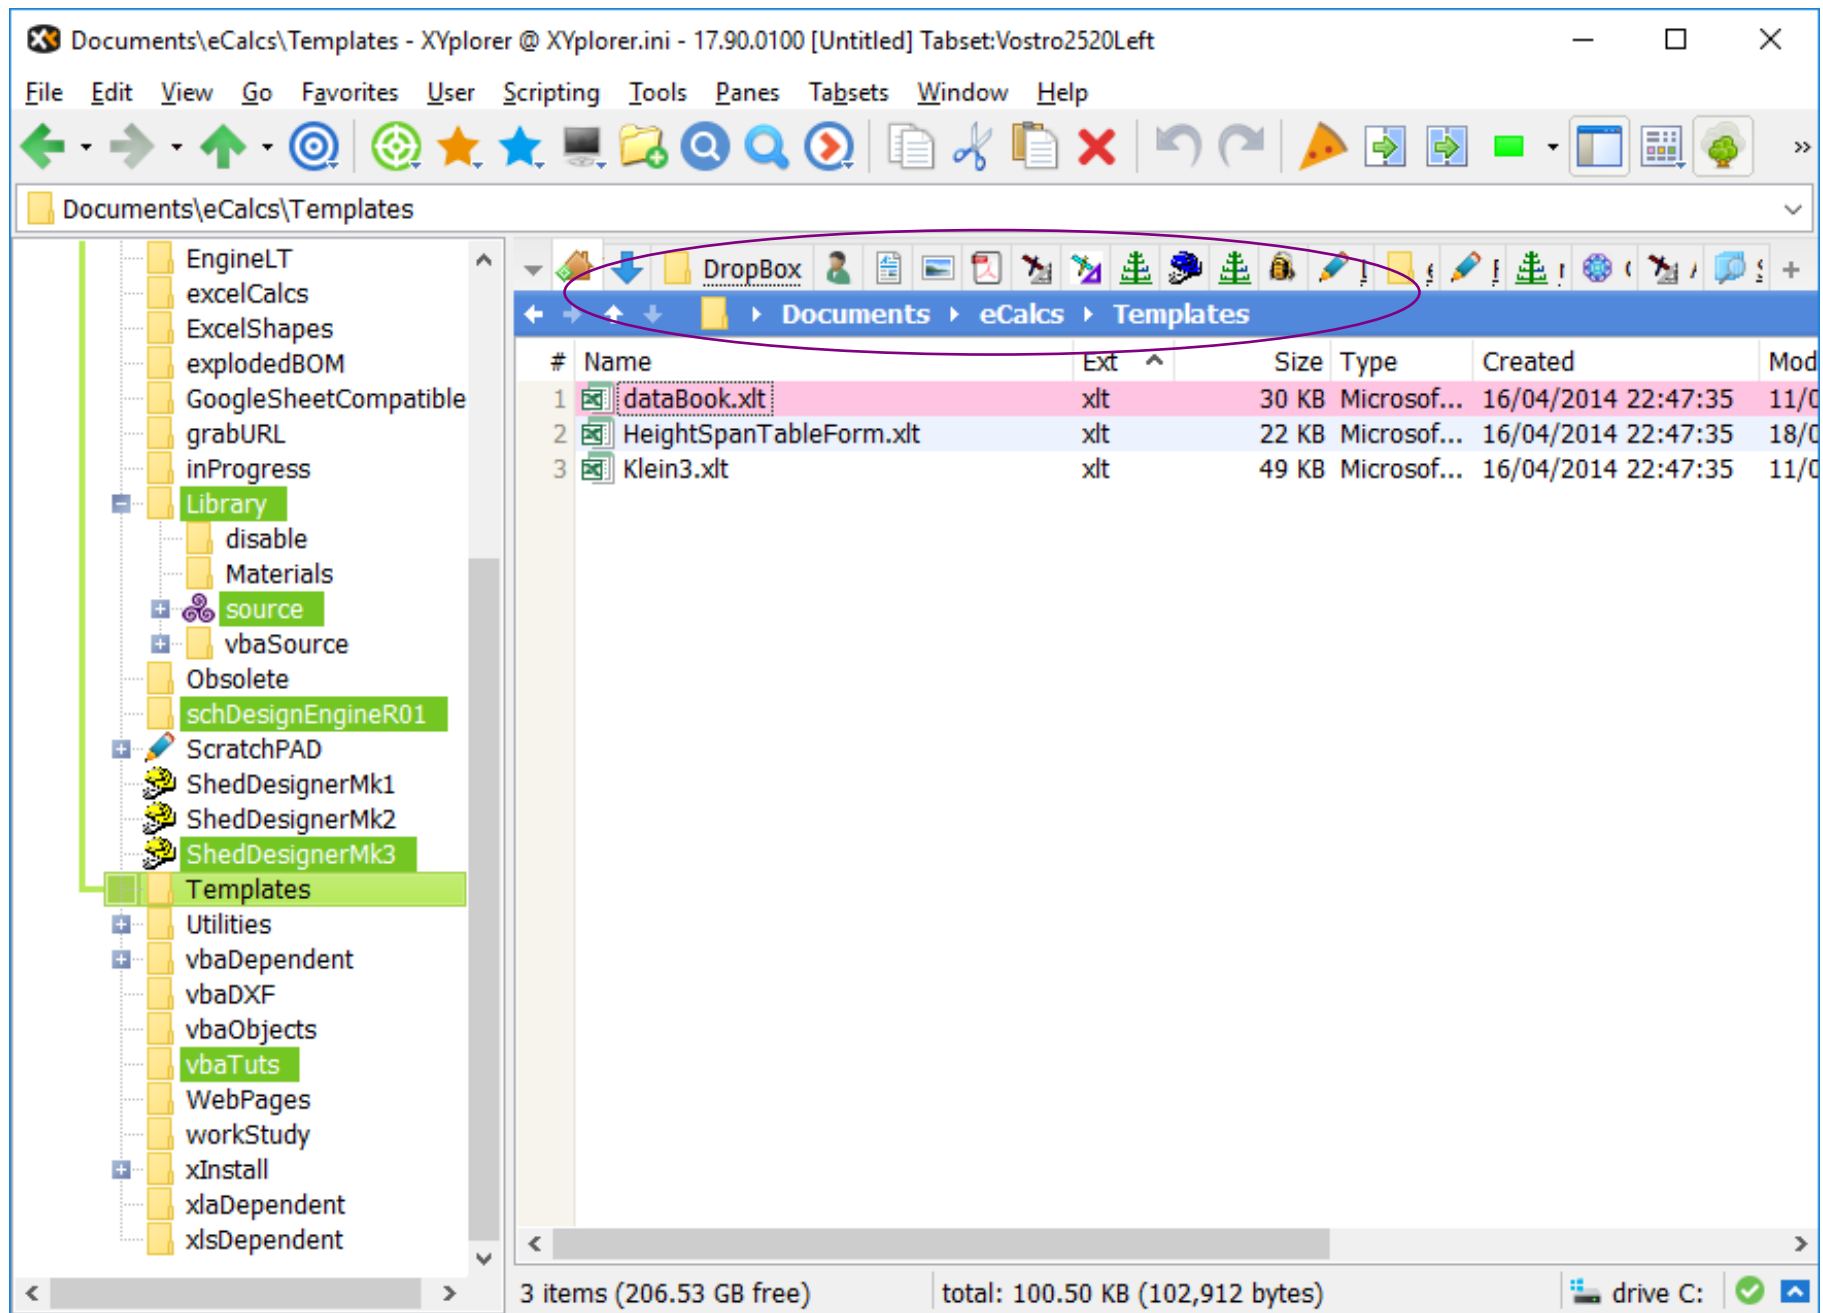 Documents\eCalcs\Templates - XYplorer @ XYplorer.ini - 17.90.0100 [Untitled] Tabset:Vostro2520Left
File Edit View Go Favorites User Scripting Tools Panes Tabsets Window Help
Documents\eCalcs\Templates
EngineLT
excelCalcs
ExcelShapes
explodedBOM
GoogleSheetCompatible
grabURL
inProgress
Library
disable
Materials
source
vbaSource
Obsolete
schDesignEngineR01
ScratchPAD
ShedDesignerMk1
ShedDesignerMk2
ShedDesignerMk3
Templates
Utilities
vbaDependent
vbaDXF
vbaObjects
vbaTuts
WebPages
workStudy
xInstall
xlaDependent
xlsDependent
DropBox
Documents eCalcs Templates
# Name Ext Size Type Created Mod
1 dataBook.xlt xlt 30 KB Microsof... 16/04/2014 22:47:35 11/0
2 HeightSpanTableForm.xlt xlt 22 KB Microsof... 16/04/2014 22:47:35 18/0
3 Klein3.xlt xlt 49 KB Microsof... 16/04/2014 22:47:35 11/0
3 items (206.53 GB free) total: 100.50 KB (102,912 bytes) drive C: